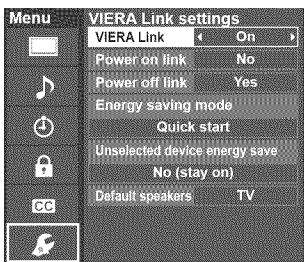 Menu
VIERA Link settings
VIERA Link On
Power on link No
Power off link Yes
Energy saving mode
Quick start
Unselected device energy save
No (stay on)
Default speakers TV
CC